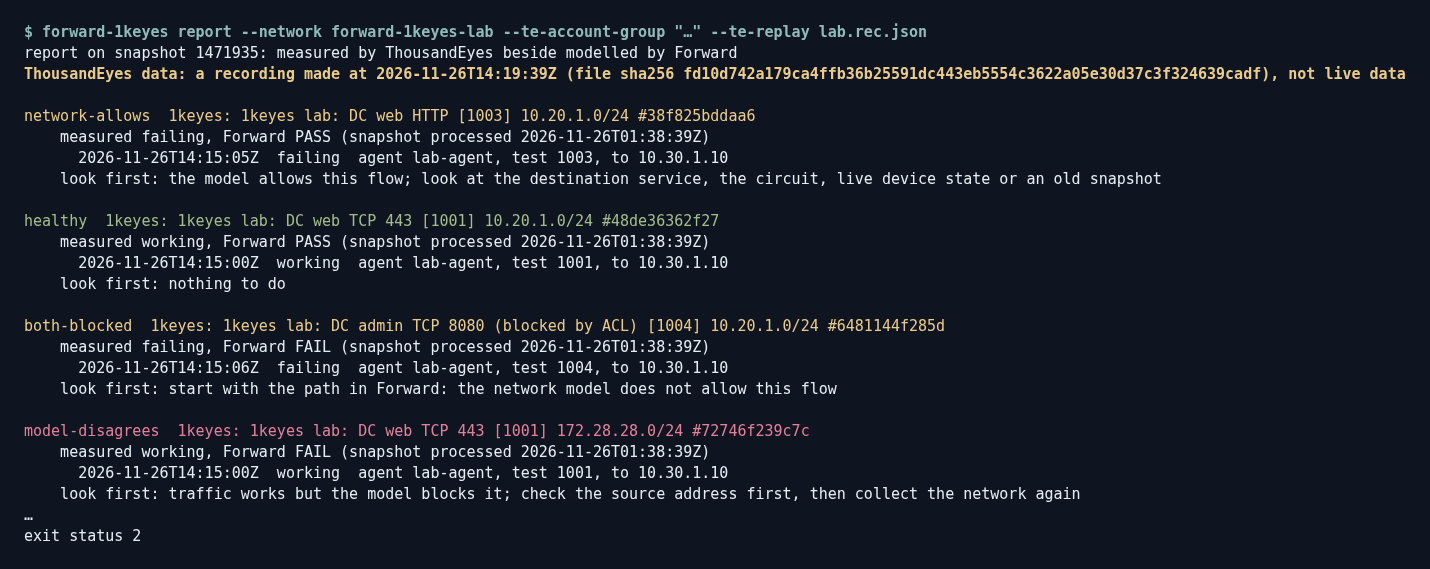 $ forward-1keyes report --network forward-1keyes-lab --te-account-group "…" --te-replay lab.rec.json
report on snapshot 1471935: measured by ThousandEyes beside modelled by Forward
ThousandEyes data: a recording made at 2026-11-26T14:19:39Z (file sha256 fd10d742a179ca4ffb36b25591dc443eb5554c3622a05e30d37c3f324639cadf), not live data
network-allows  1keyes: 1keyes lab: DC web HTTP [1003] 10.20.1.0/24 #38f825bddaa6
measured failing, Forward PASS (snapshot processed 2026-11-26T01:38:39Z)
2026-11-26T14:15:05Z  failing  agent lab-agent, test 1003, to 10.30.1.10
look first: the model allows this flow; look at the destination service, the circuit, live device state or an old snapshot
healthy  1keyes: 1keyes lab: DC web TCP 443 [1001] 10.20.1.0/24 #48de36362f27
measured working, Forward PASS (snapshot processed 2026-11-26T01:38:39Z)
2026-11-26T14:15:00Z  working  agent lab-agent, test 1001, to 10.30.1.10
look first: nothing to do
both-blocked  1keyes: 1keyes lab: DC admin TCP 8080 (blocked by ACL) [1004] 10.20.1.0/24 #6481144f285d
measured failing, Forward FAIL (snapshot processed 2026-11-26T01:38:39Z)
2026-11-26T14:15:06Z  failing  agent lab-agent, test 1004, to 10.30.1.10
look first: start with the path in Forward: the network model does not allow this flow
model-disagrees  1keyes: 1keyes lab: DC web TCP 443 [1001] 172.28.28.0/24 #72746f239c7c
measured working, Forward FAIL (snapshot processed 2026-11-26T01:38:39Z)
2026-11-26T14:15:00Z  working  agent lab-agent, test 1001, to 10.30.1.10
look first: traffic works but the model blocks it; check the source address first, then collect the network again
…
exit status 2